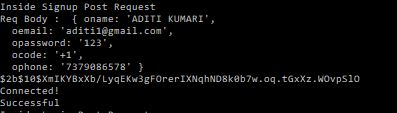 Inside Signup Post Request
Req Body :  { oname: 'ADITI KUMARI',
  oemail: 'aditi1@gmail.com',
  opassword: '123',
  ocode: '+1',
  ophone: '7379086578' }
$2b$10$XmIKYBxXb/LyqEKw3gFOrerIXNqhND8k0b7w.oq.tGxXz.WOvpSlO
Connected!
Successful